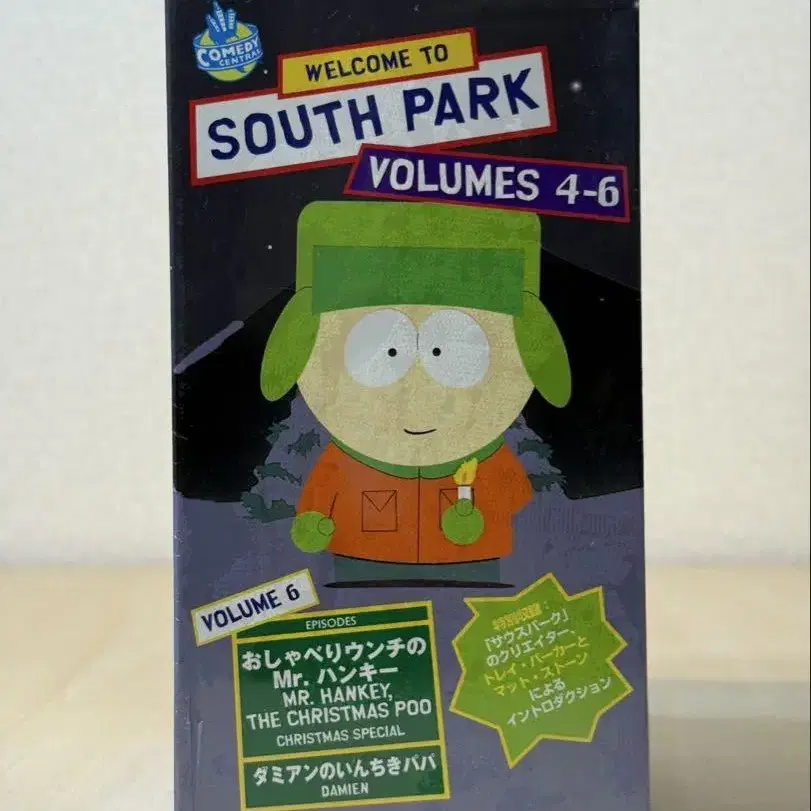 COMEDY
CENTRAL
WELCOME TO
SOUTH PARK
VOLUMES 4-6
VOLUME 6
EPISODES
おしゃべりウンチの
Mr. ハンキー
MR. HANKEY,
THE CHRISTMAS POO
CHRISTMAS SPECIAL
ダミアンのいんちきパパ
DAMIEN
特別収録：
「サウスパーク」
のクリエイター、
トレイ・パーカーと
マット・ストーン
による
イントロダクション